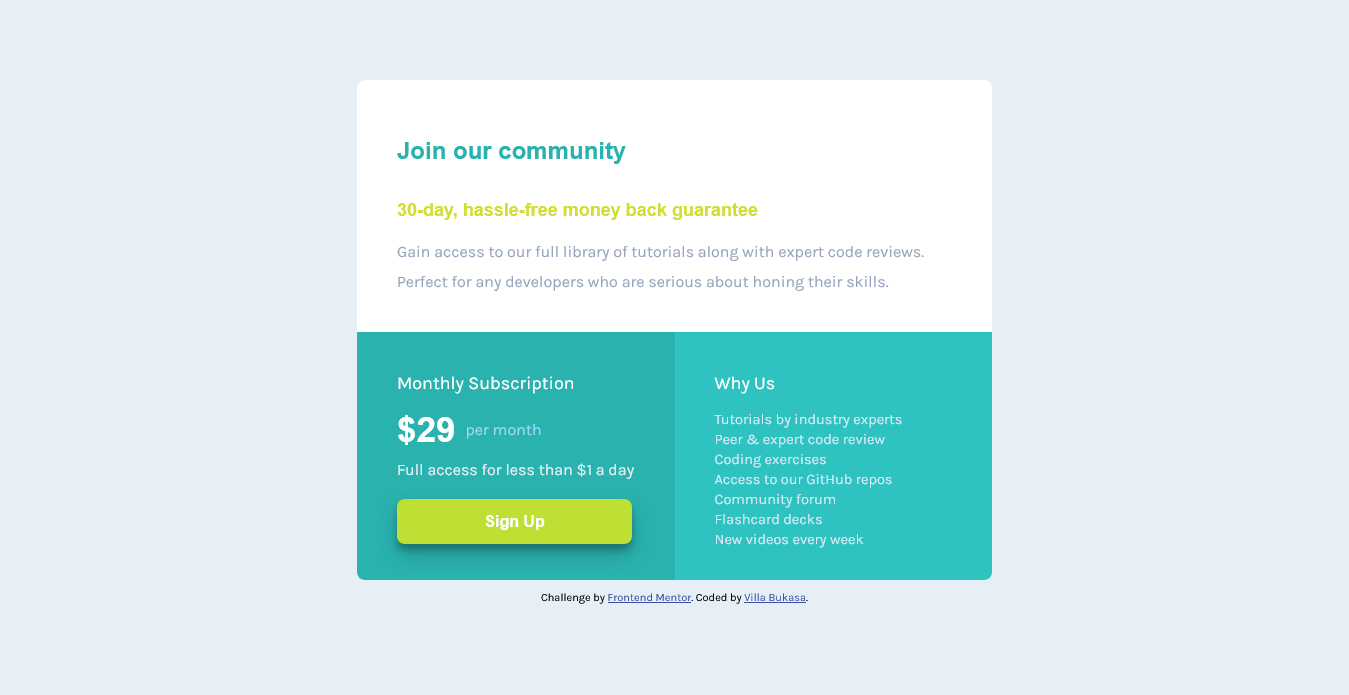 Join our community
30-day, hassle-free money back guarantee
Gain access to our full library of tutorials along with expert code reviews.
Perfect for any developers who are serious about honing their skills.
Monthly Subscription
$29 per month
Full access for less than $1 a day
Sign Up
Why Us
Tutorials by industry experts
Peer & expert code review
Coding exercises
Access to our GitHub repos
Community forum
Flashcard decks
New videos every week
Challenge by Frontend Mentor. Coded by Villa Bukasa.